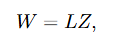 W = LZ,